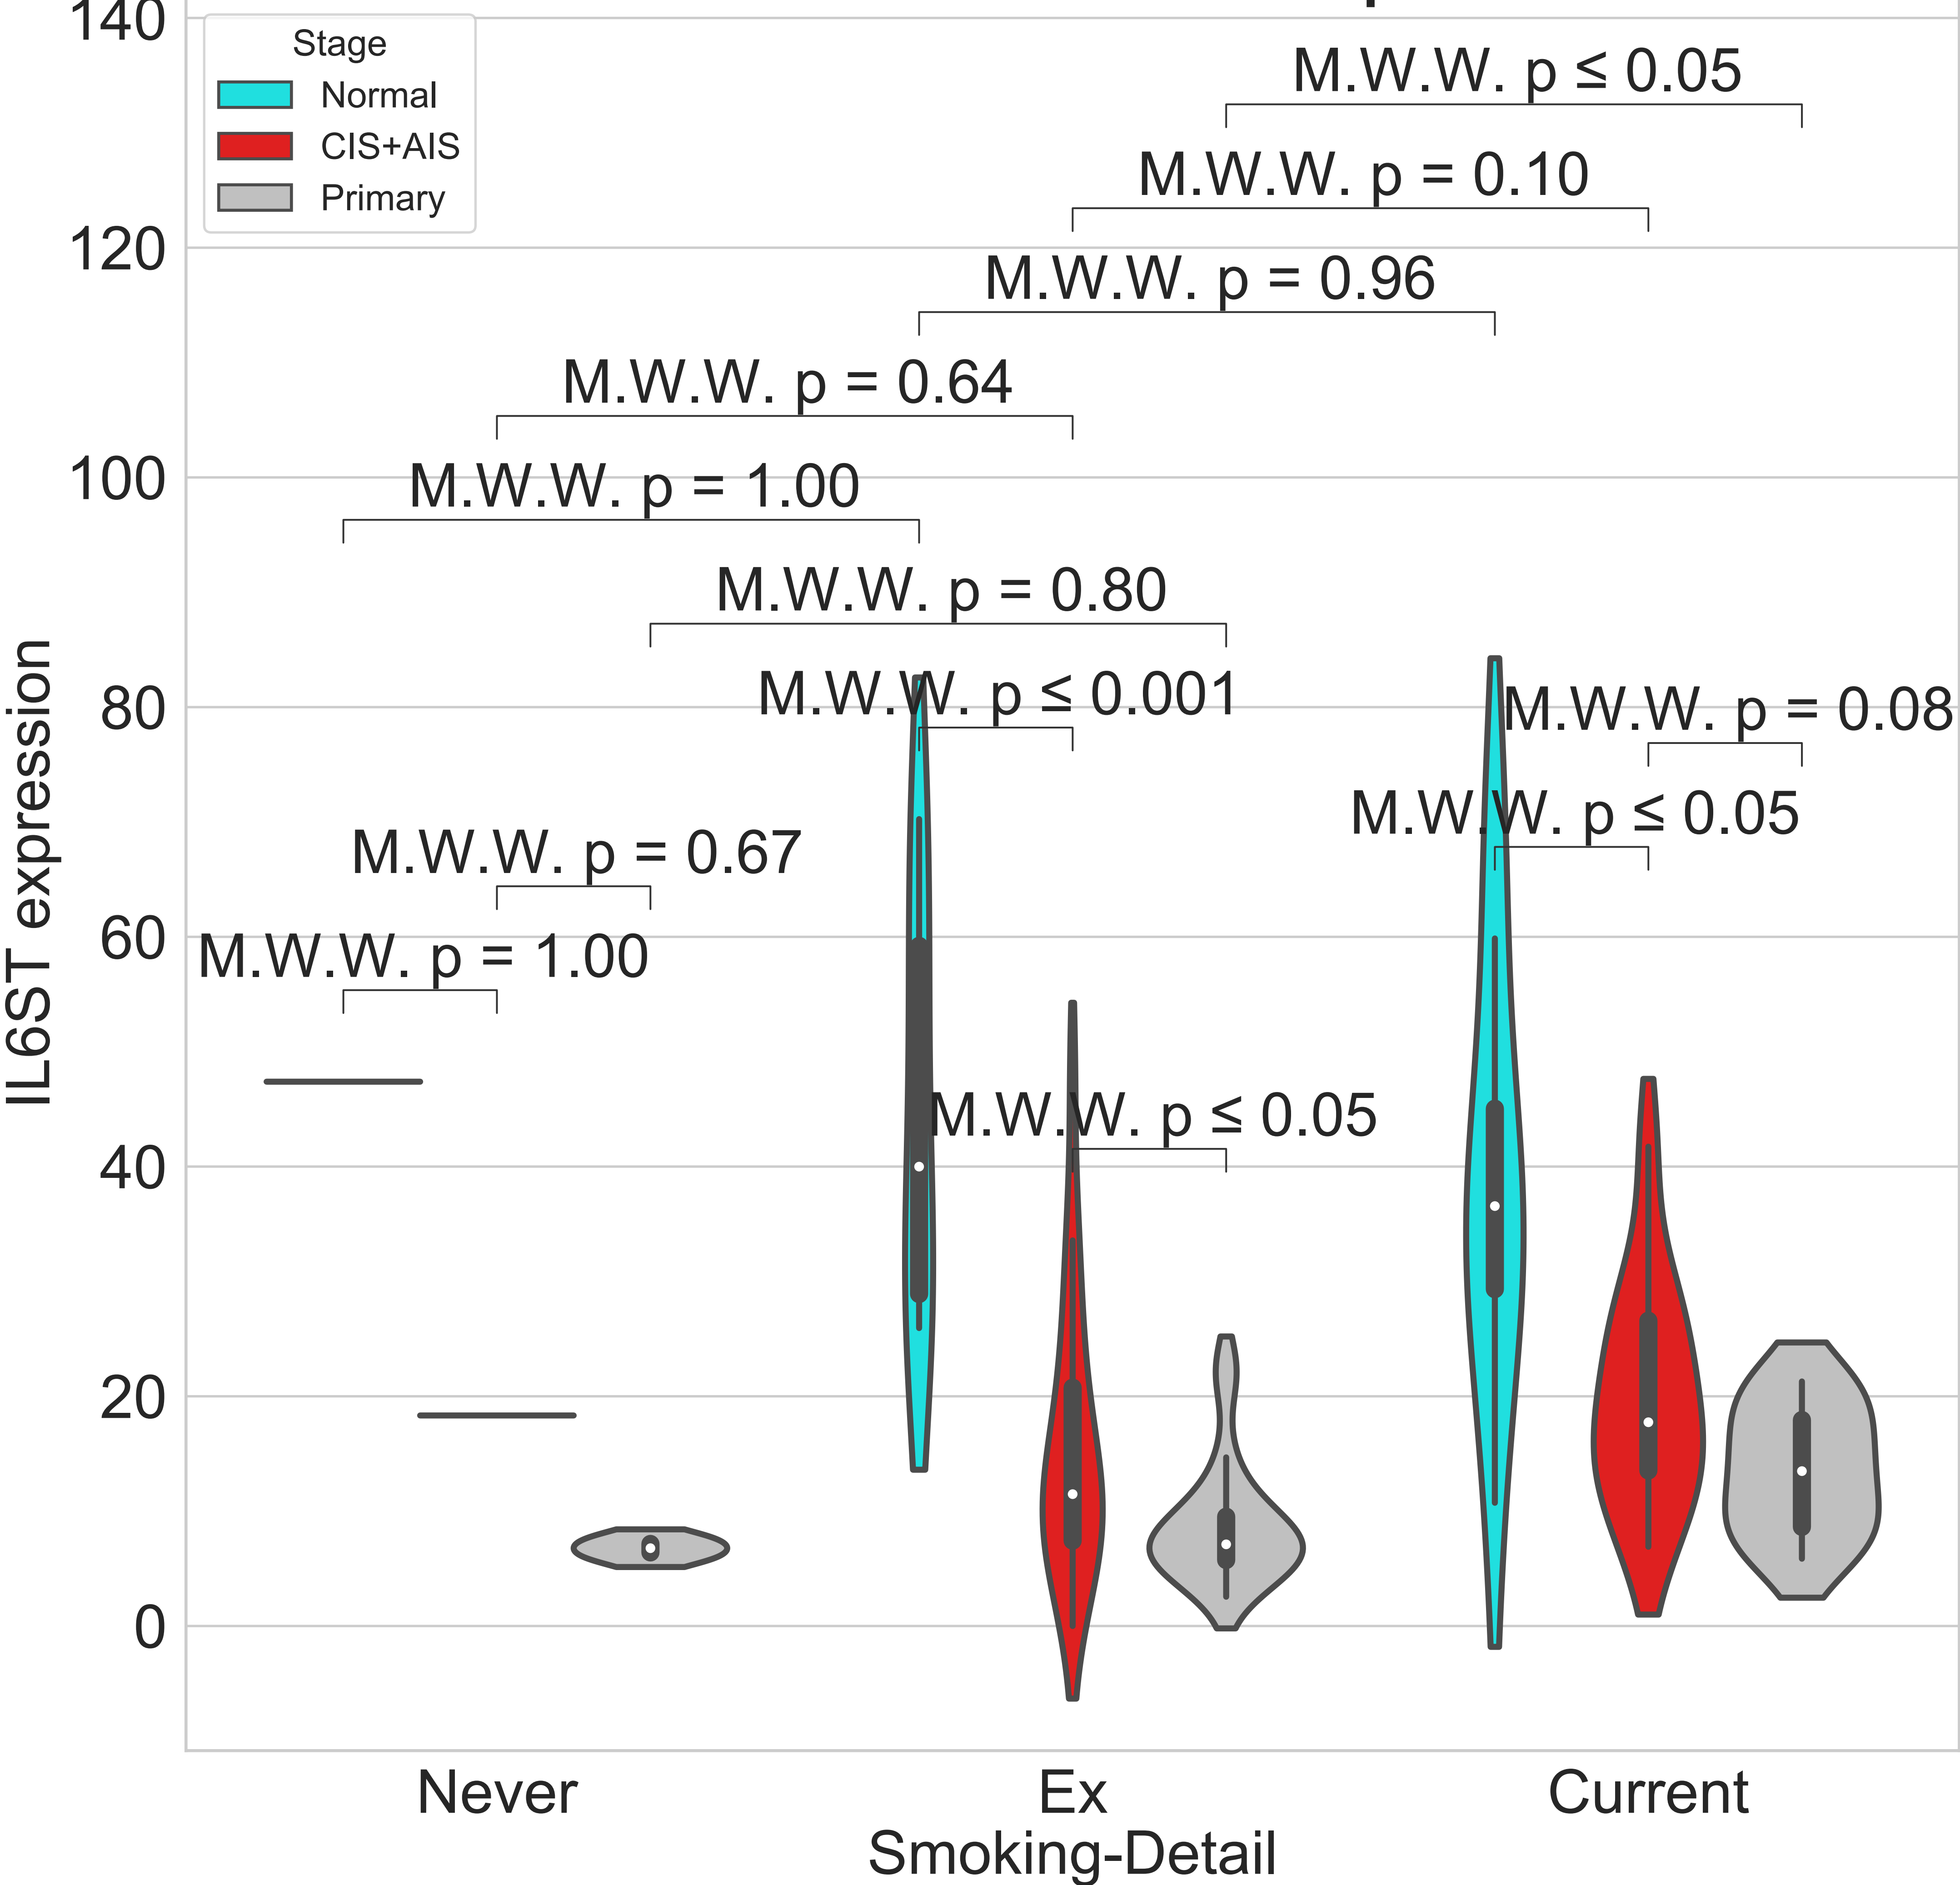 140
Stage
Normal
CIS+AIS
Primary
M.W.W. p ≤ 0.05
M.W.W. p = 0.10
120
M.W.W. p = 0.96
M.W.W. p = 0.64
100
M.W.W. p = 1.00
M.W.W. p = 0.80
80
M.W.W. p ≤ 0.001
M.W.W. p = 0.08
M.W.W. p ≤ 0.05
M.W.W. p = 0.67
60
M.W.W. p = 1.00
IL6ST expression
M.W.W. p ≤ 0.05
40
20
0
Never
Ex
Current
Smoking-Detail